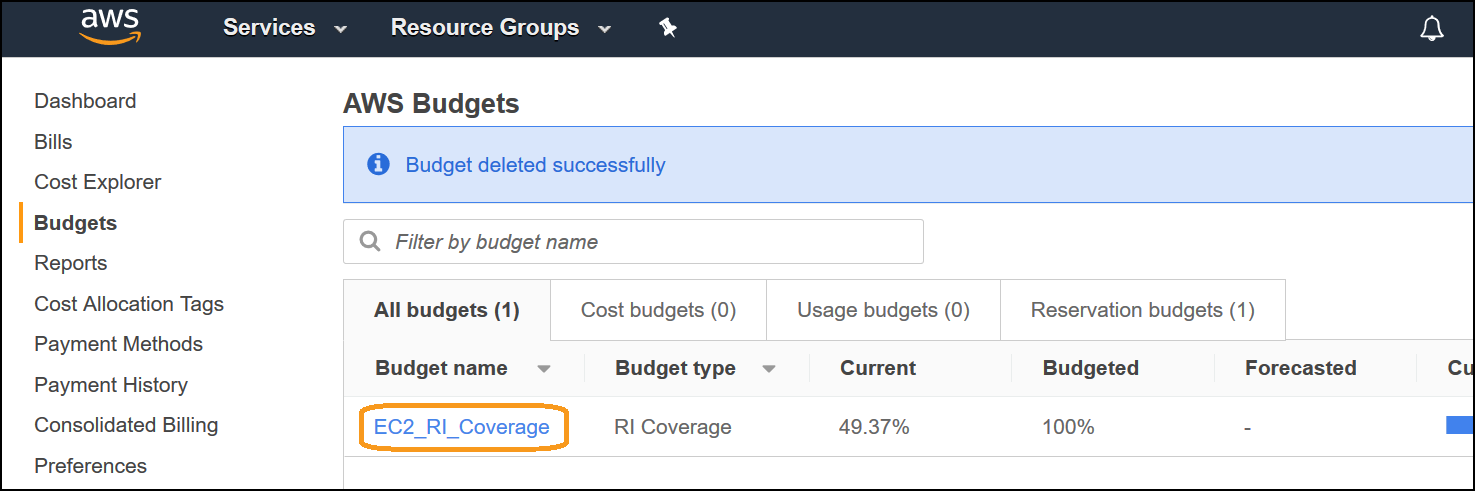 aws Services Resource Groups
Dashboard
Bills
Cost Explorer
Budgets
Reports
Cost Allocation Tags
Payment Methods
Payment History
Consolidated Billing
Preferences
AWS Budgets
Budget deleted successfully
Filter by budget name
All budgets (1) Cost budgets (0) Usage budgets (0) Reservation budgets (1)
Budget name Budget type Current Budgeted Forecasted Cu
EC2_RI_Coverage RI Coverage 49.37% 100% -